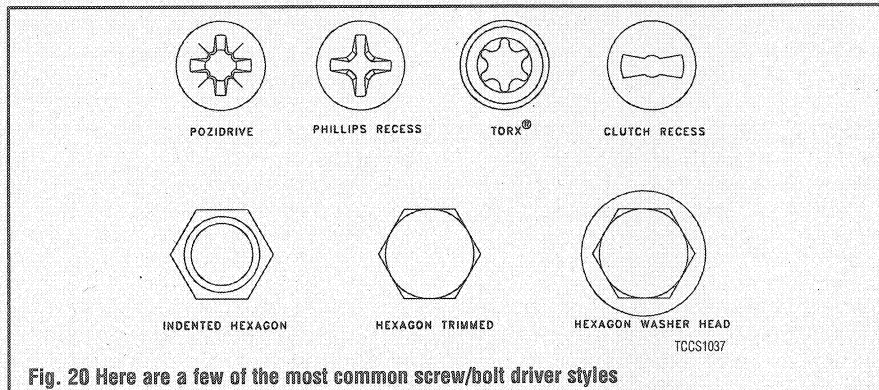 POZIDRIVE
PHILLIPS RECESS
TORX®
CLUTCH RECESS
INDENTED HEXAGON
HEXAGON TRIMMED
HEXAGON WASHER HEAD
TCCS1037
Fig. 20 Here are a few of the most common screw/bolt driver styles